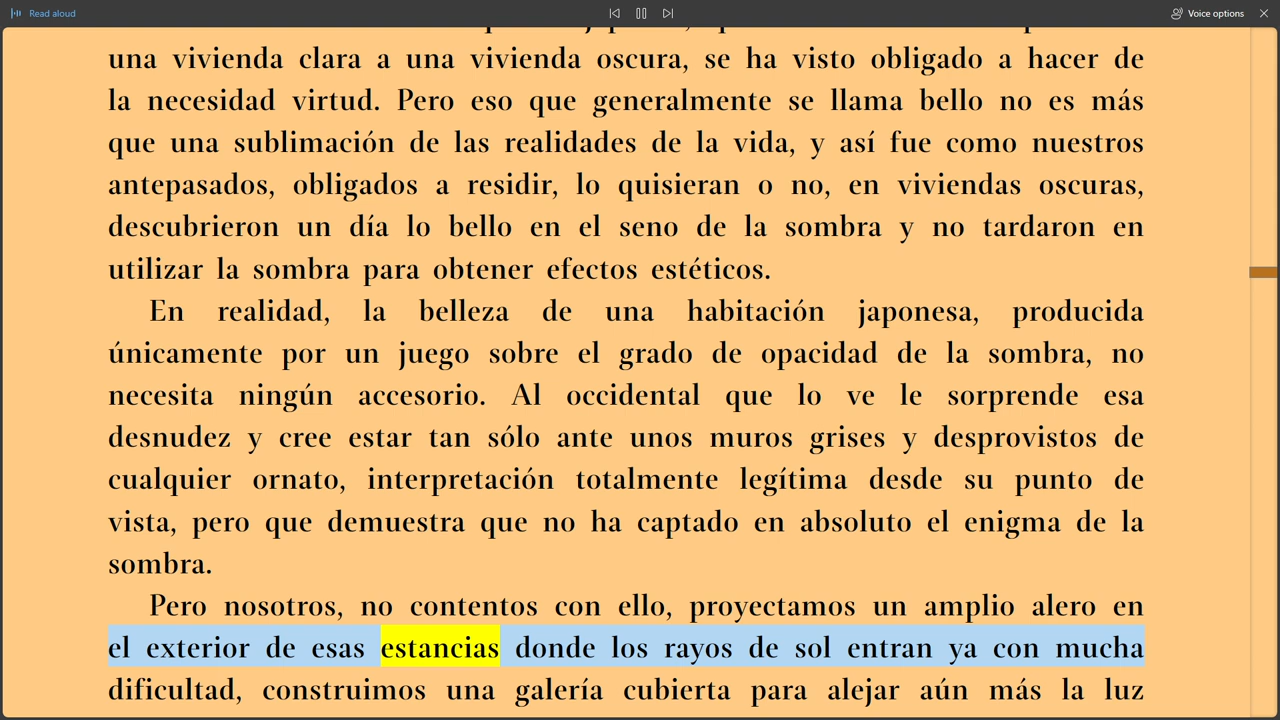 Read aloud
Voice options
una vivienda clara a una vivienda oscura, se ha visto obligado a hacer de
la necesidad virtud. Pero eso que generalmente se llama bello no es más
que una sublimación de las realidades de la vida, y así fue como nuestros
antepasados, obligados a residir, lo quisieran o no, en viviendas oscuras,
descubrieron un día lo bello en el seno de la sombra y no tardaron en
utilizar la sombra para obtener efectos estéticos.
En realidad, la belleza de una habitación japonesa, producida
únicamente por un juego sobre el grado de opacidad de la sombra, no
necesita ningún accesorio. Al occidental que lo ve le sorprende esa
desnudez y cree estar tan sólo ante unos muros grises y desprovistos de
cualquier ornato, interpretación totalmente legítima desde su punto de
vista, pero que demuestra que no ha captado en absoluto el enigma de la
sombra.
Pero nosotros, no contentos con ello, proyectamos un amplio alero en
el exterior de esas estancias donde los rayos de sol entran ya con mucha
dificultad, construimos una galería cubierta para alejar aún más la luz